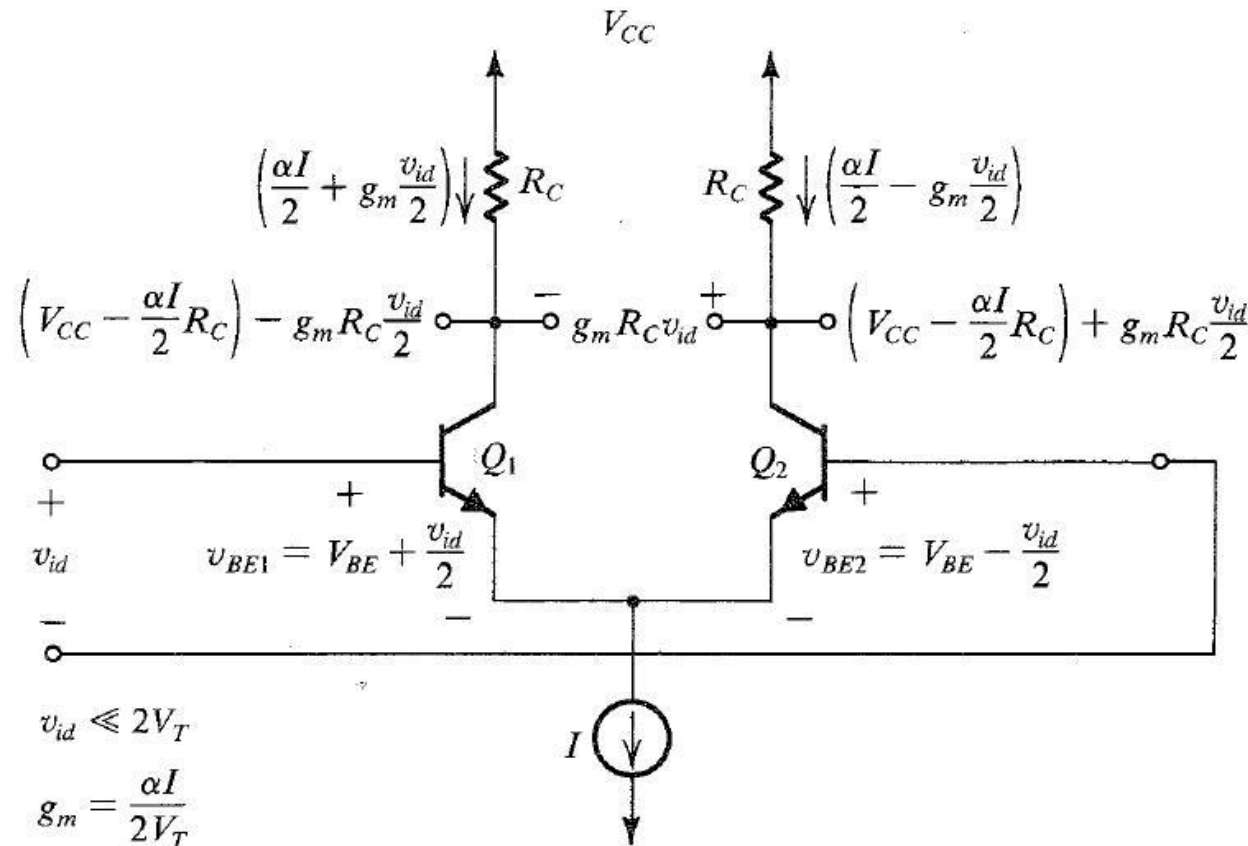 V_{CC}
(αI/2 + g_m v_{id}/2) R_C R_C (αI/2 − g_m v_{id}/2)
(V_{CC} − αI/2 R_C) − g_m R_C v_{id}/2 − g_m R_C v_{id} + (V_{CC} − αI/2 R_C) + g_m R_C v_{id}/2
Q_1 Q_2
+ + +
v_{id} v_{BE1} = V_{BE} + v_{id}/2 v_{BE2} = V_{BE} − v_{id}/2
− − −
v_{id} ≪ 2V_T
I
g_m = αI/2V_T